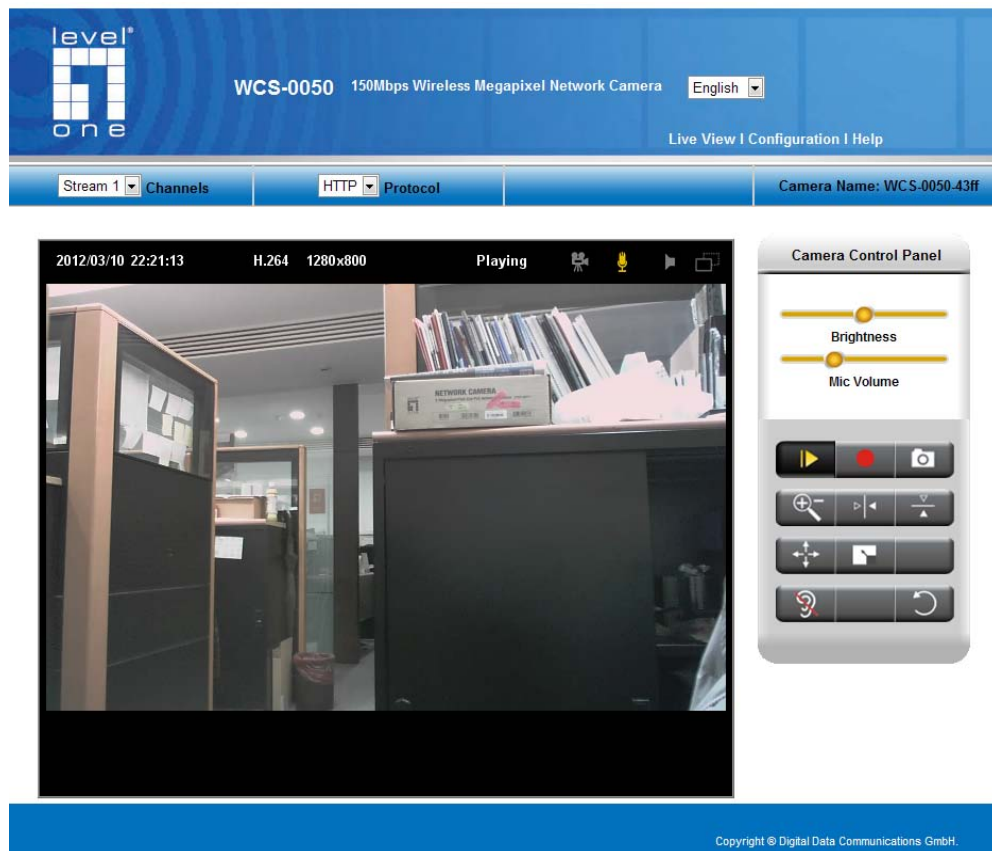 level®
one
WCS-0050 150Mbps Wireless Megapixel Network Camera English
Live View I Configuration I Help
Stream 1 Channels HTTP Protocol Camera Name: WCS-0050-43ff
2012/03/10 22:21:13 H.264 1280x800 Playing
Camera Control Panel
Brightness
Mic Volume
NETWORK CAMERA
Copyright © Digital Data Communications GmbH.